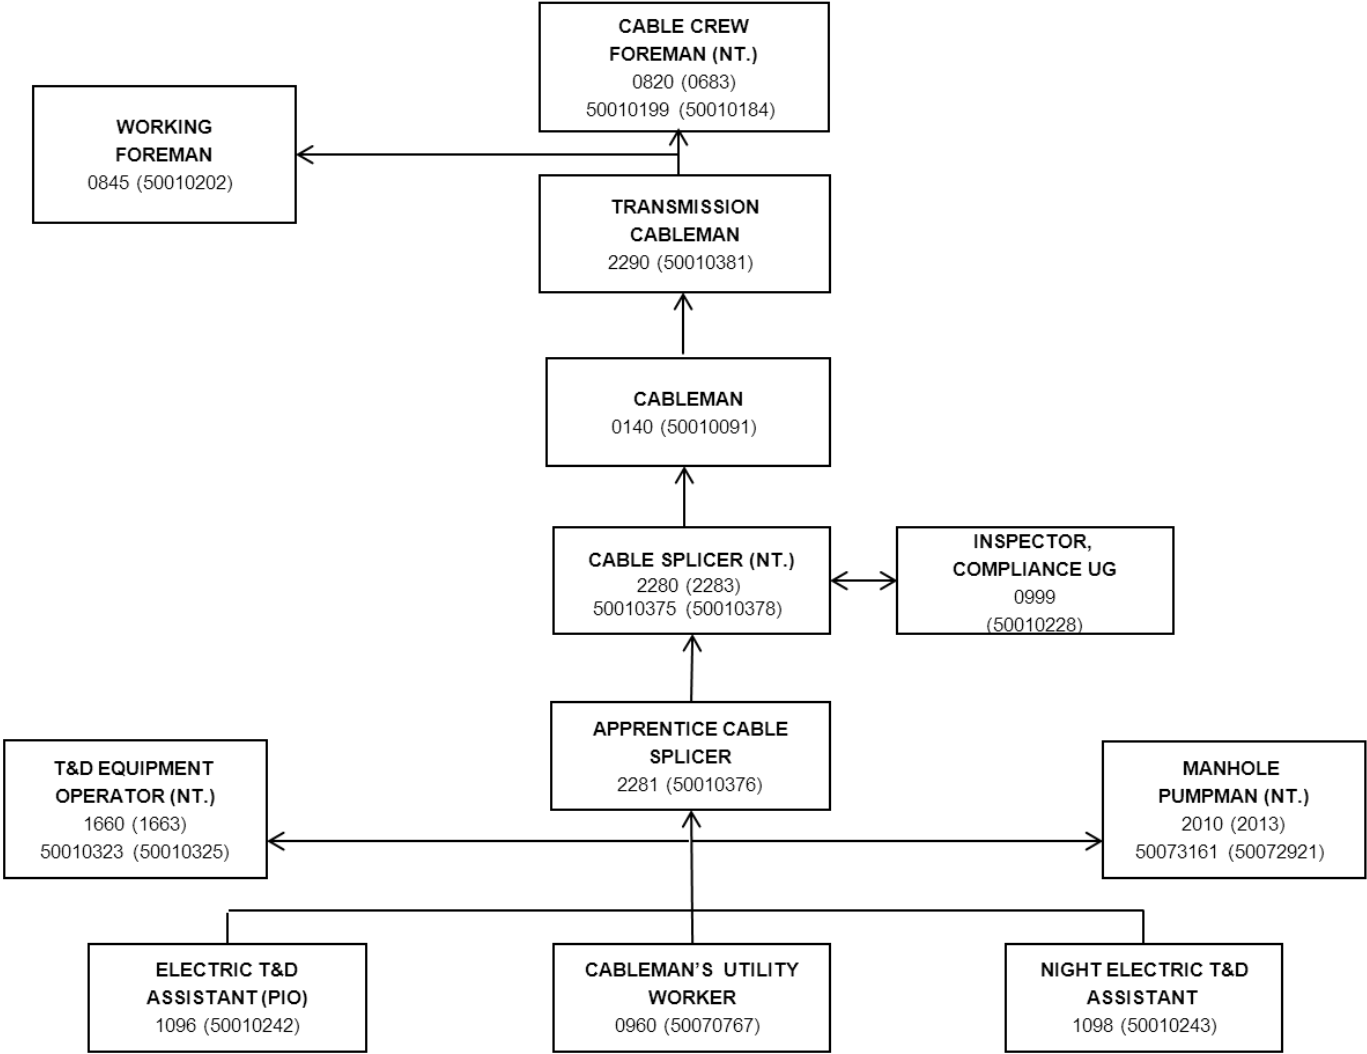 CABLE CREW
FOREMAN (NT.)
0820 (0683)
50010199 (50010184)
WORKING
FOREMAN
0845 (50010202)
TRANSMISSION
CABLEMAN
2290 (50010381)
CABLEMAN
0140 (50010091)
CABLE SPLICER (NT.)
2280 (2283)
50010375 (50010378)
INSPECTOR,
COMPLIANCE UG
0999
(50010228)
APPRENTICE CABLE
SPLICER
2281 (50010376)
T&D EQUIPMENT
OPERATOR (NT.)
1660 (1663)
50010323 (50010325)
MANHOLE
PUMPMAN (NT.)
2010 (2013)
50073161 (50072921)
ELECTRIC T&D
ASSISTANT (PIO)
1096 (50010242)
CABLEMAN’S UTILITY
WORKER
0960 (50070767)
NIGHT ELECTRIC T&D
ASSISTANT
1098 (50010243)